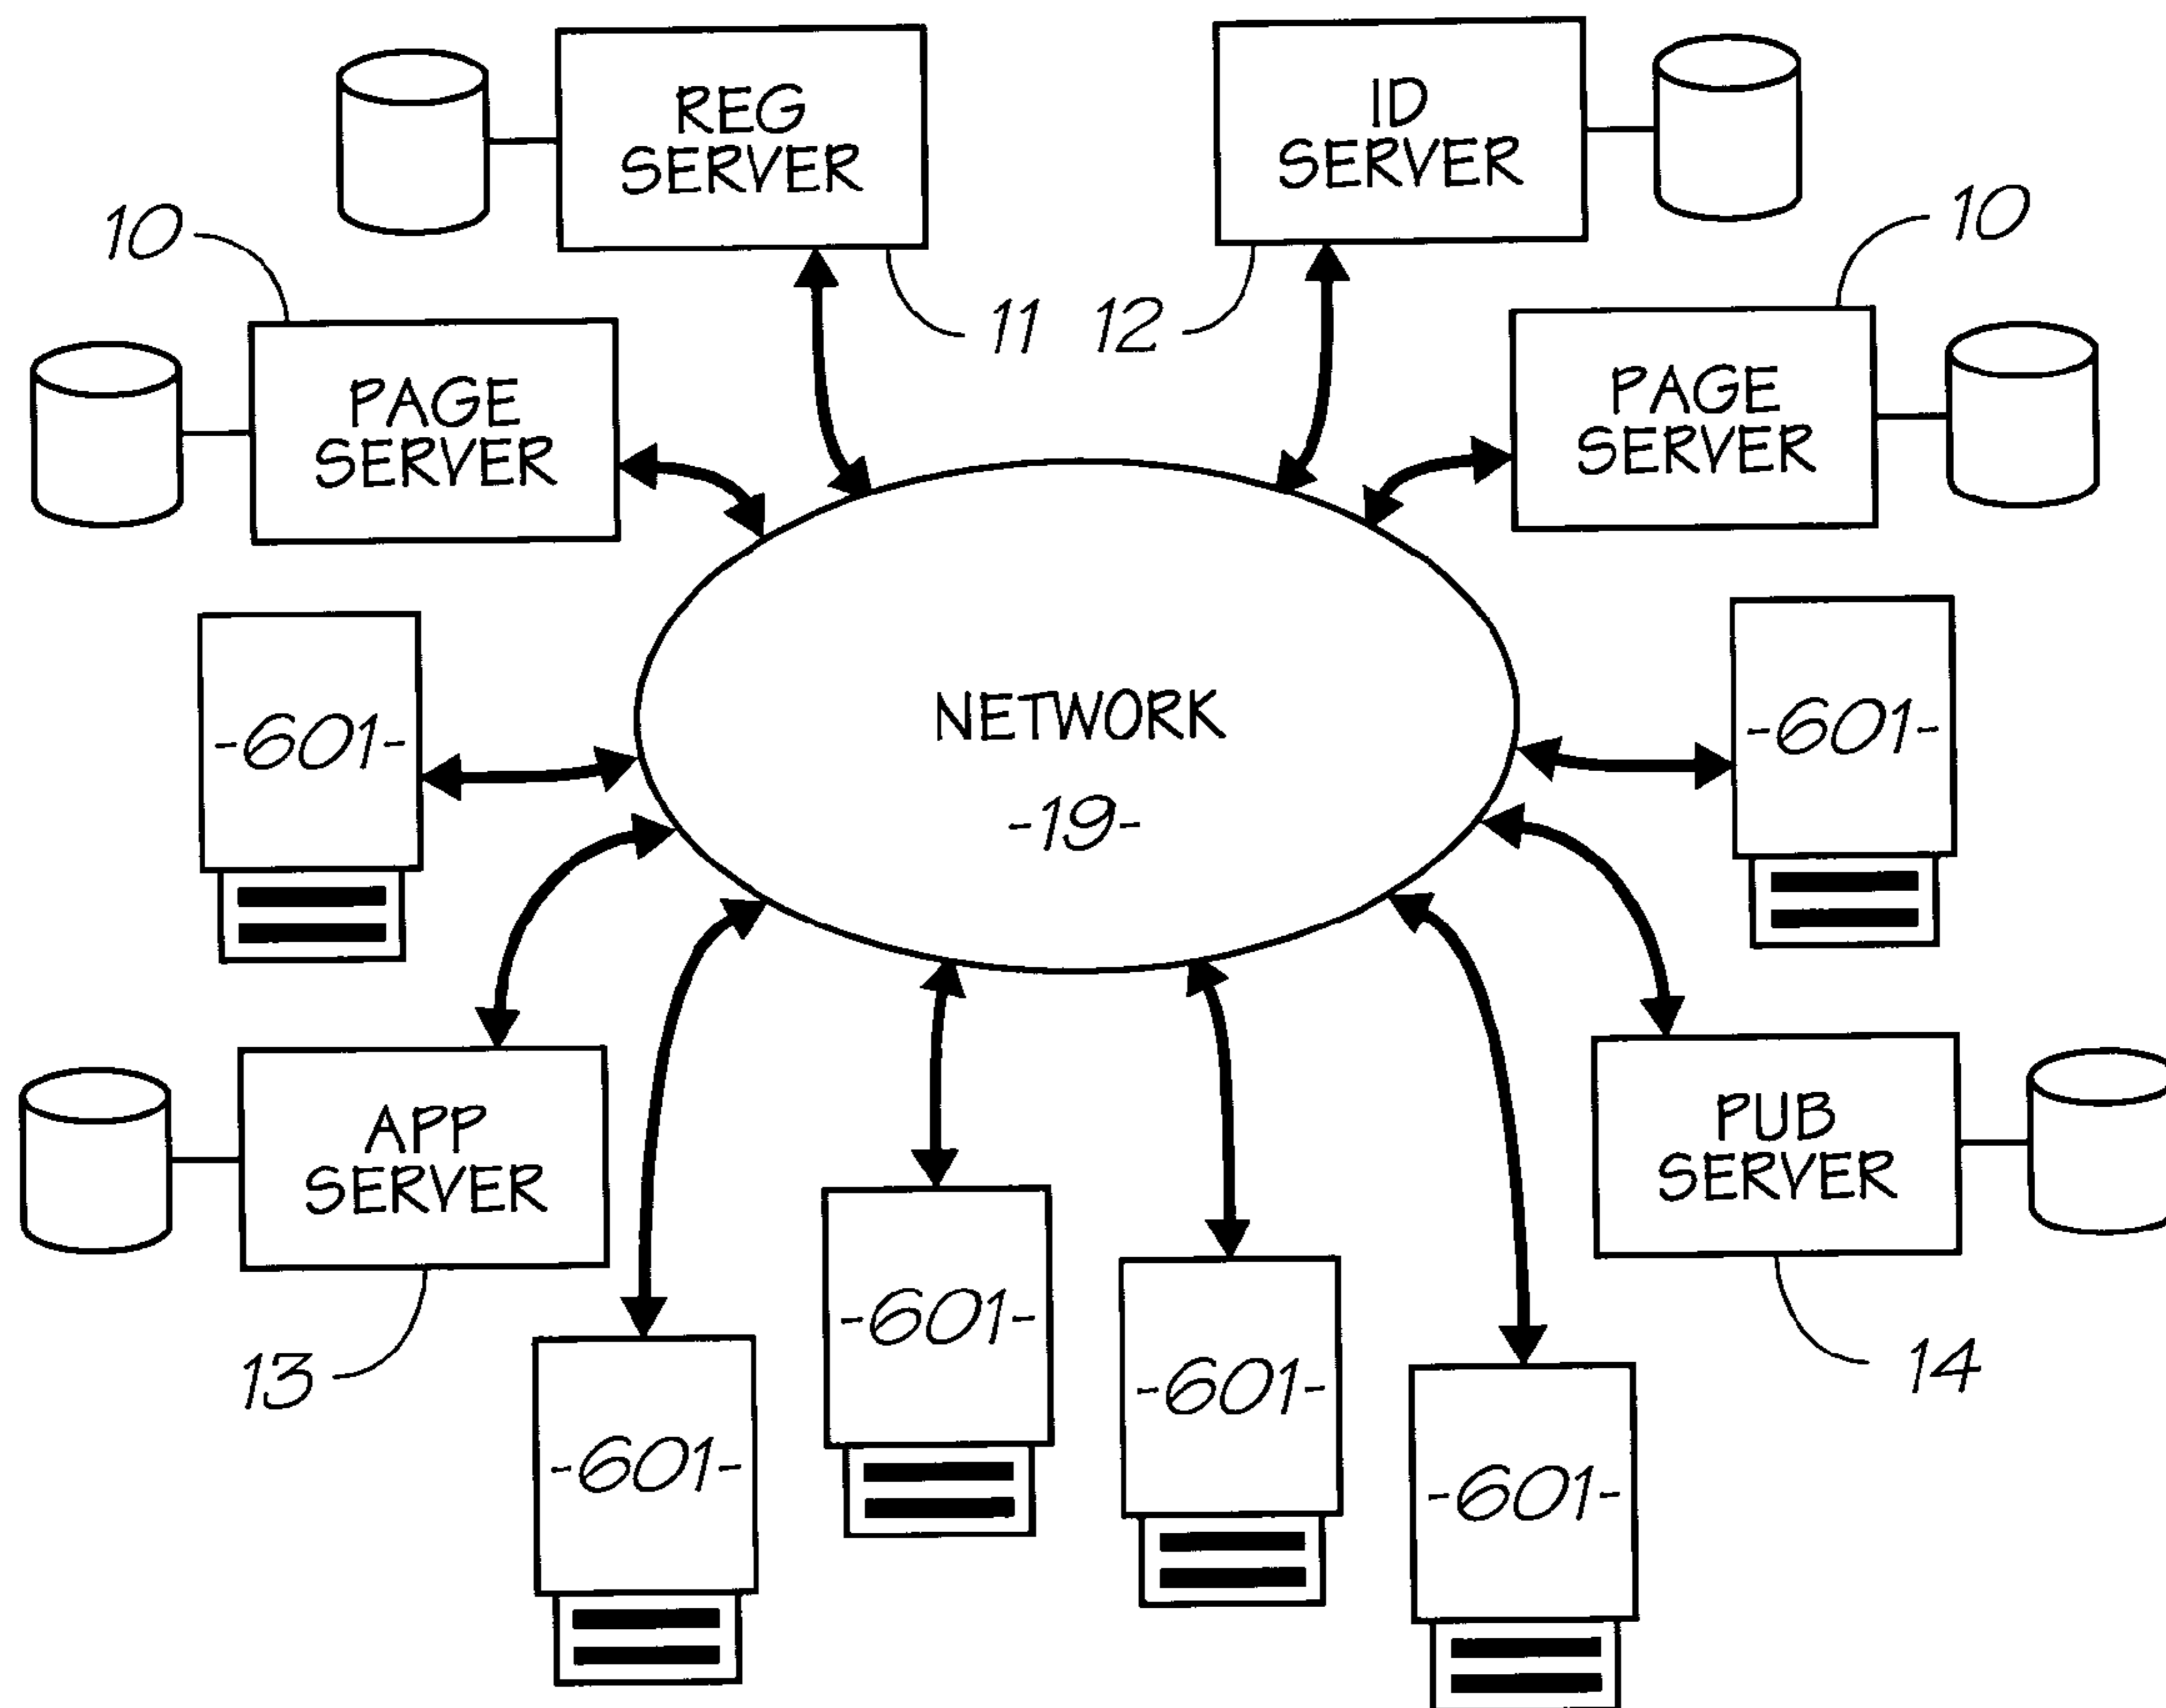 REG
SERVER
ID
SERVER
10
10
11
12
PAGE
SERVER
PAGE
SERVER
-601-
NETWORK
-19-
-601-
APP
SERVER
PUB
SERVER
13
14
-601-
-601-
-601-
-601-